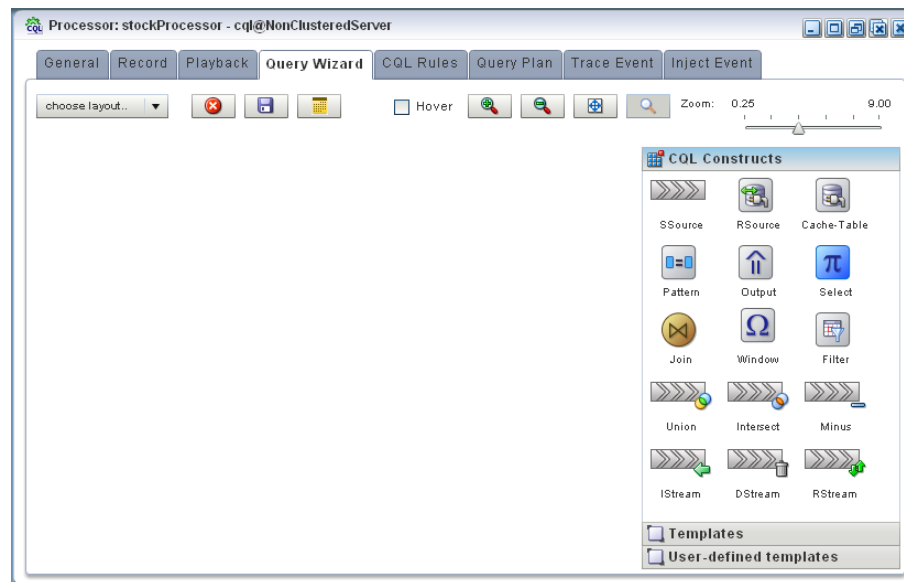 Processor: stockProcessor - cql@NonClusteredServer
General Record Playback Query Wizard CQL Rules Query Plan Trace Event Inject Event
choose layout.. Hover Zoom: 0.25 9.00
CQL Constructs
SSource RSource Cache-Table
Pattern Output Select
Join Window Filter
Union Intersect Minus
IStream DStream RStream
Templates
User-defined templates